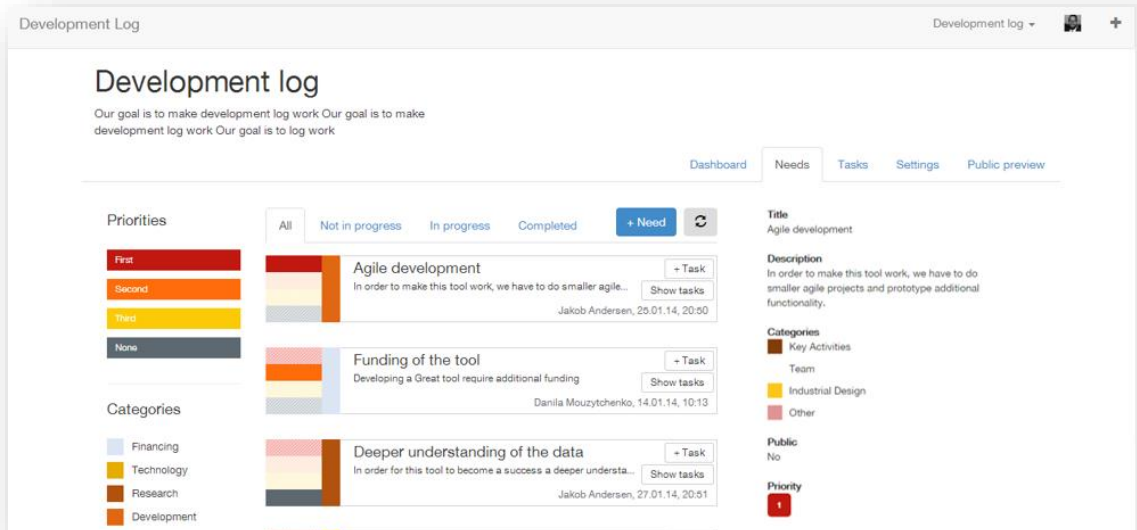 Development Log
Development log
Development log
Our goal is to make development log work Our goal is to make
development log work Our goal is to log work
Dashboard
Needs
Tasks
Settings
Public preview
Priorities
First
Second
Third
None
Categories
Financing
Technology
Research
Development
All
Not in progress
In progress
Completed
+ Need
Agile development
In order to make this tool work, we have to do smaller agile...
Jakob Andersen, 25.01.14, 20:50
+ Task
Show tasks
Funding of the tool
Developing a Great tool require additional funding
Danila Mouzytchenko, 14.01.14, 10:13
+ Task
Show tasks
Deeper understanding of the data
In order for this tool to become a success a deeper understa...
Jakob Andersen, 27.01.14, 20:51
+ Task
Show tasks
Title
Agile development
Description
In order to make this tool work, we have to do
smaller agile projects and prototype additional
functionality.
Categories
Key Activities
Team
Industrial Design
Other
Public
No
Priority
1